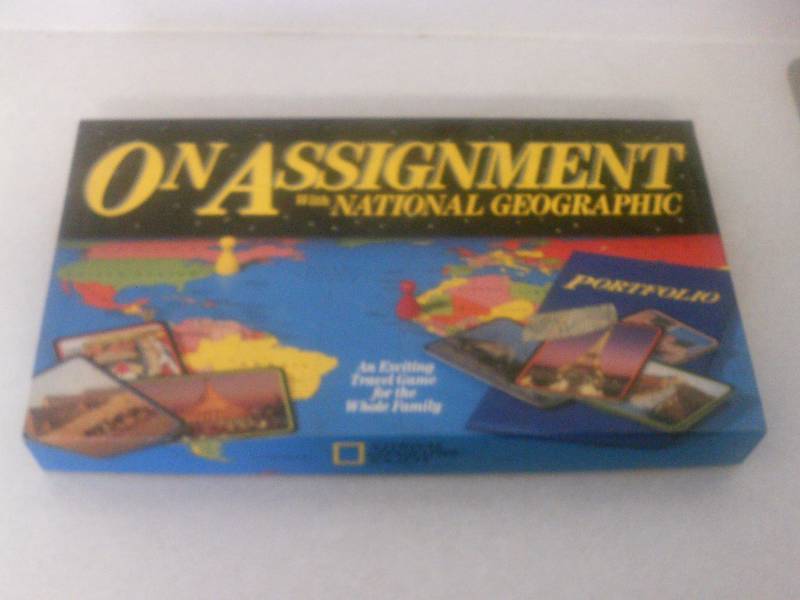 ON ASSIGNMENT
With NATIONAL GEOGRAPHIC
PORTFOLIO
An Exciting
Travel Game
for the
Whole Family